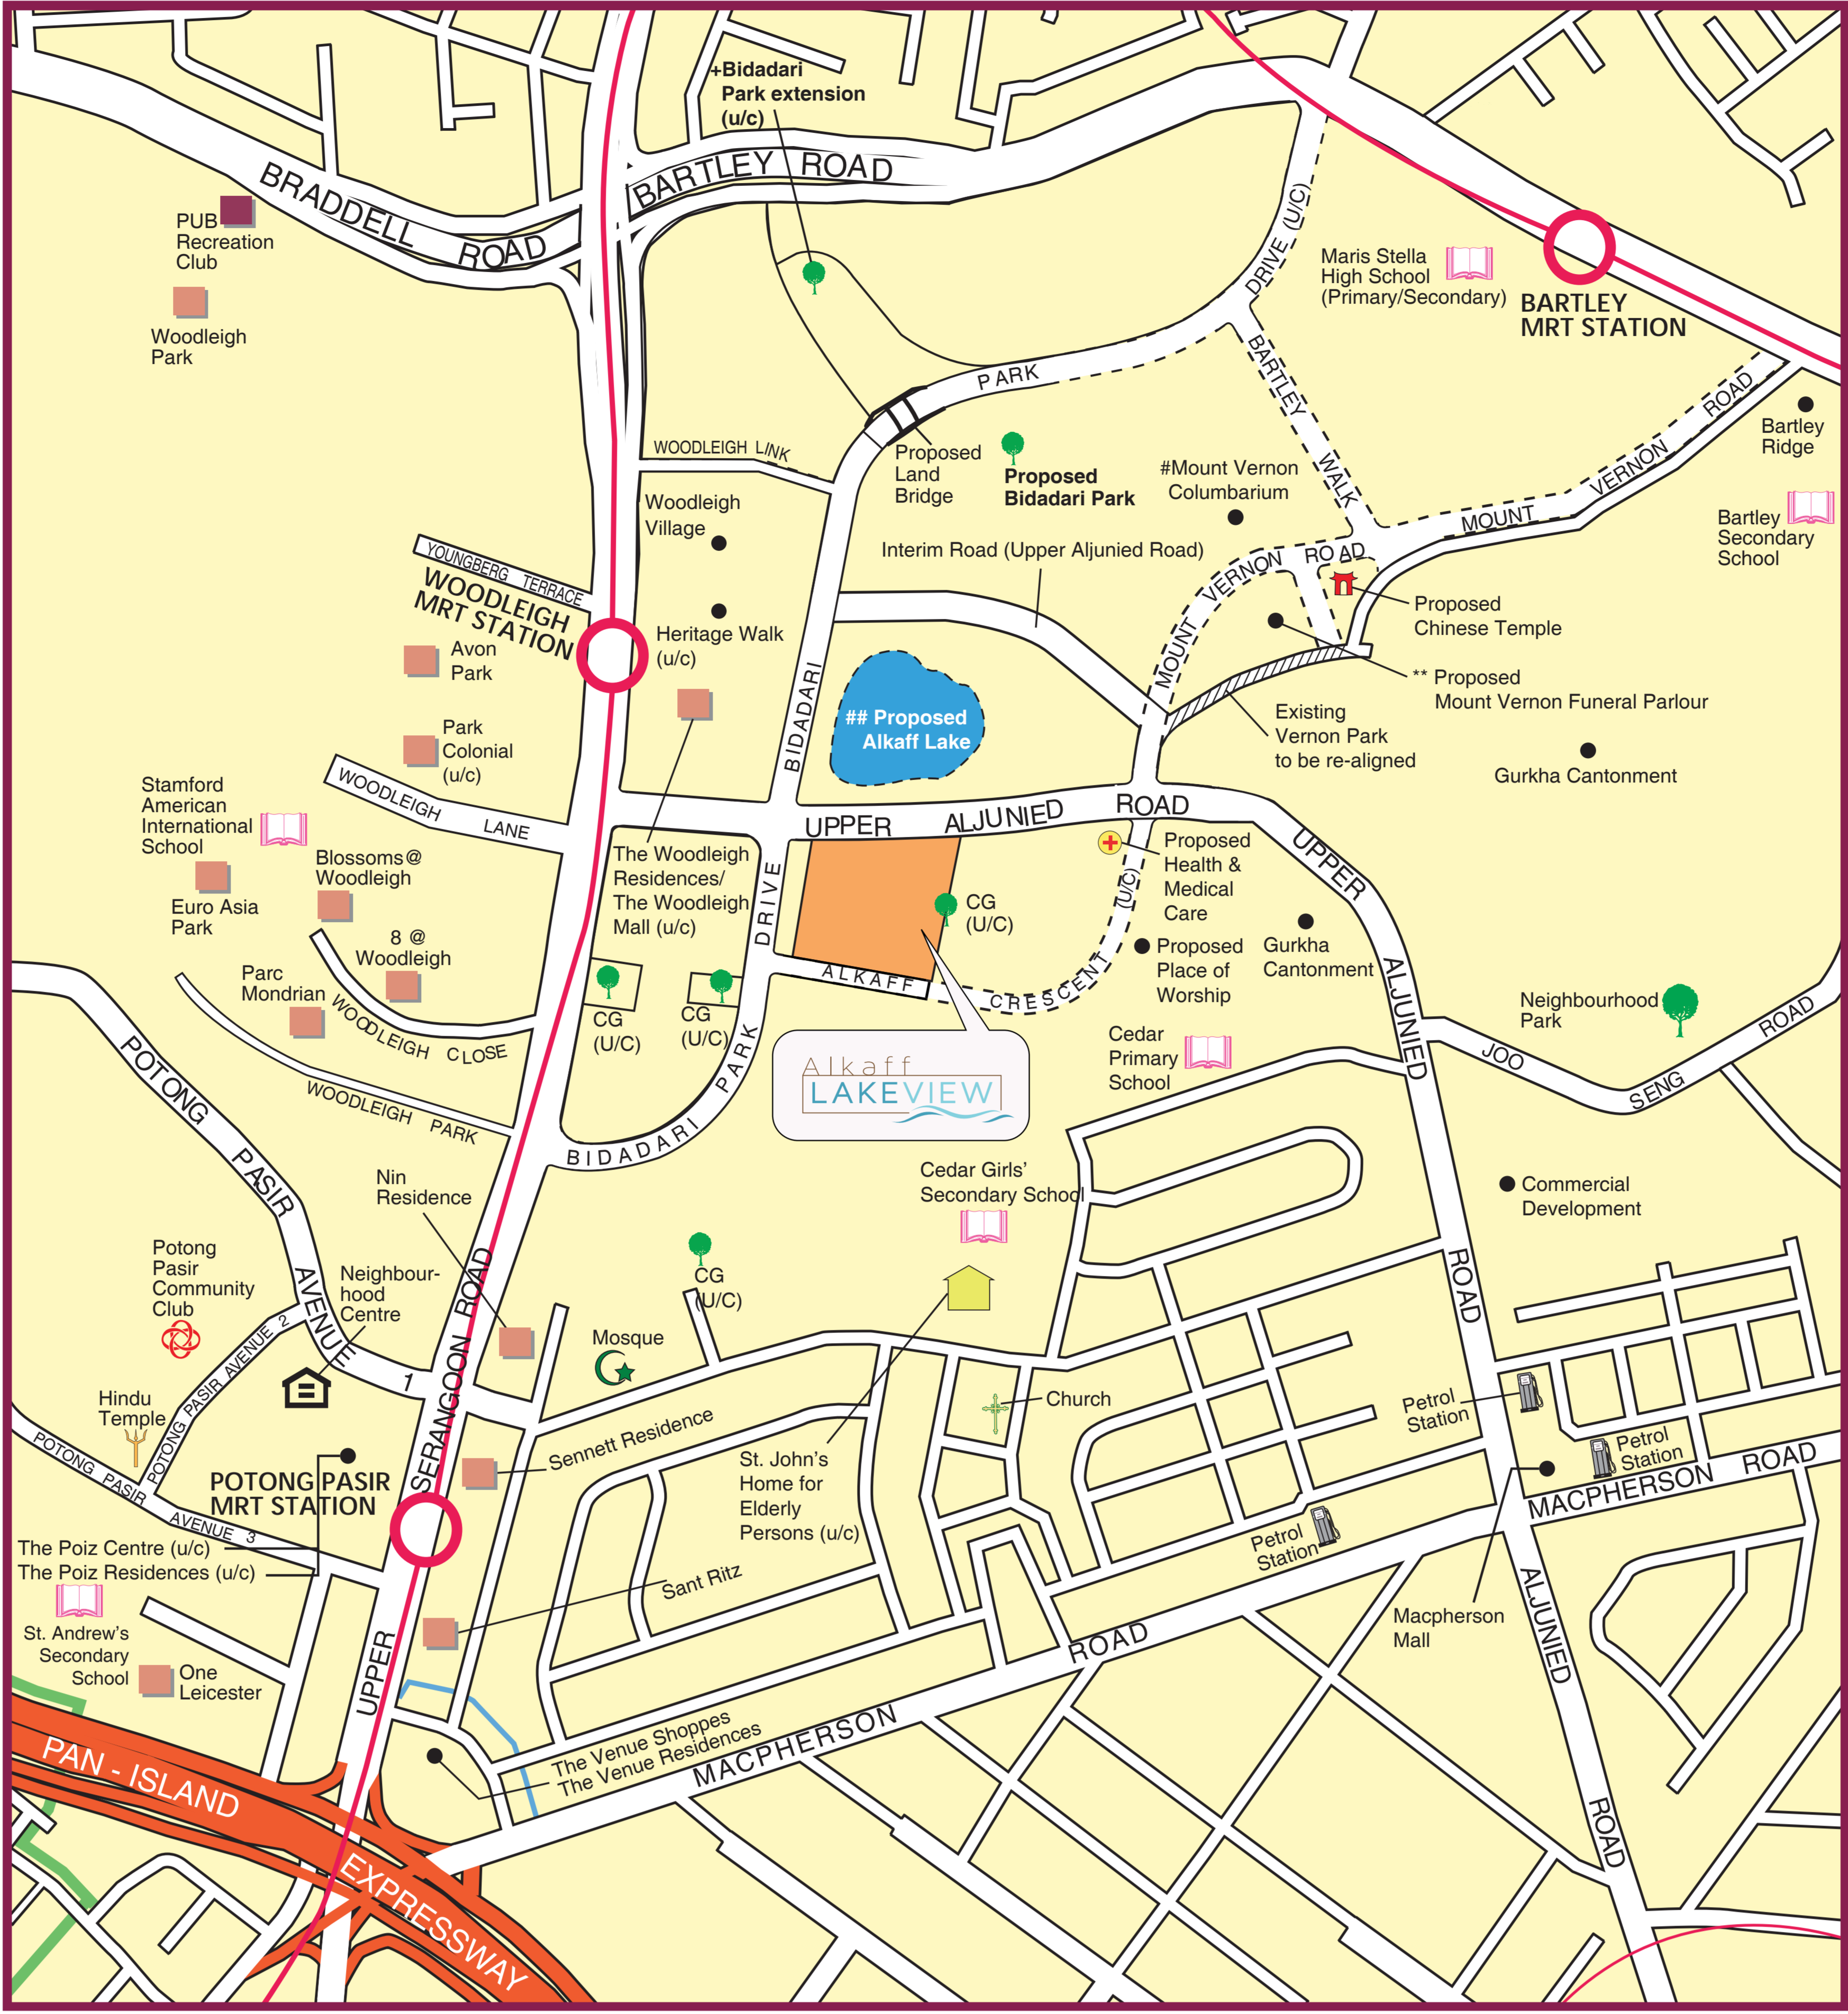 +Bidadari
Park extension
(u/c)
BARTLEY ROAD
BRADDELL ROAD
PUB
Recreation
Club
Woodleigh
Park
DRIVE (U/C)
Maris Stella
High School
(Primary/Secondary)
BARTLEY
MRT STATION
PARK
BARTLEY WALK
Bartley
Ridge
WOODLEIGH LINK
Proposed
Land
Bridge
Proposed
Bidadari Park
#Mount Vernon
Columbarium
MOUNT VERNON ROAD
Bartley
Secondary
School
Woodleigh
Village
Interim Road (Upper Aljunied Road)
MOUNT VERNON ROAD
YOUNGBERG TERRACE
WOODLEIGH
MRT STATION
Heritage Walk
(u/c)
Proposed
Chinese Temple
Avon
Park
** Proposed
Mount Vernon Funeral Parlour
BIDADARI
## Proposed
Alkaff Lake
Existing
Vernon Park
to be re-aligned
Gurkha Cantonment
Park
Colonial
(u/c)
WOODLEIGH LANE
Stamford
American
International
School
UPPER ALJUNIED ROAD
The Woodleigh
Residences/
The Woodleigh
Mall (u/c)
Blossoms@
Woodleigh
Euro Asia
Park
Proposed
Health &
Medical
Care
UPPER ALJUNIED ROAD
DRIVE
CG
(U/C)
(U/C)
8 @
Woodleigh
Proposed
Place of
Worship
Gurkha
Cantonment
Parc
Mondrian
ALKAFF CRESCENT
CG
(U/C)
CG
(U/C)
WOODLEIGH CLOSE
WOODLEIGH PARK
Neighbourhood
Park
JOO SENG ROAD
Cedar
Primary
School
Alkaff
LAKEVIEW
BIDADARI PARK
POTONG PASIR AVENUE 1
Nin
Residence
Cedar Girls'
Secondary School
Commercial
Development
Potong
Pasir
Community
Club
Neighbour-
hood
Centre
CG
(U/C)
Mosque
POTONG PASIR AVENUE 2
Hindu
Temple
Church
Petrol
Station
Petrol
Station
Sennett Residence
POTONG PASIR AVENUE 3
POTONG PASIR
MRT STATION
UPPER SERANGOON ROAD
St. John's
Home for
Elderly
Persons (u/c)
Petrol
Station
MACPHERSON ROAD
The Poiz Centre (u/c)
The Poiz Residences (u/c)
Sant Ritz
Macpherson
Mall
St. Andrew's
Secondary
School
One
Leicester
ALJUNIED ROAD
The Venue Shoppes
The Venue Residences
MACPHERSON ROAD
PAN - ISLAND EXPRESSWAY